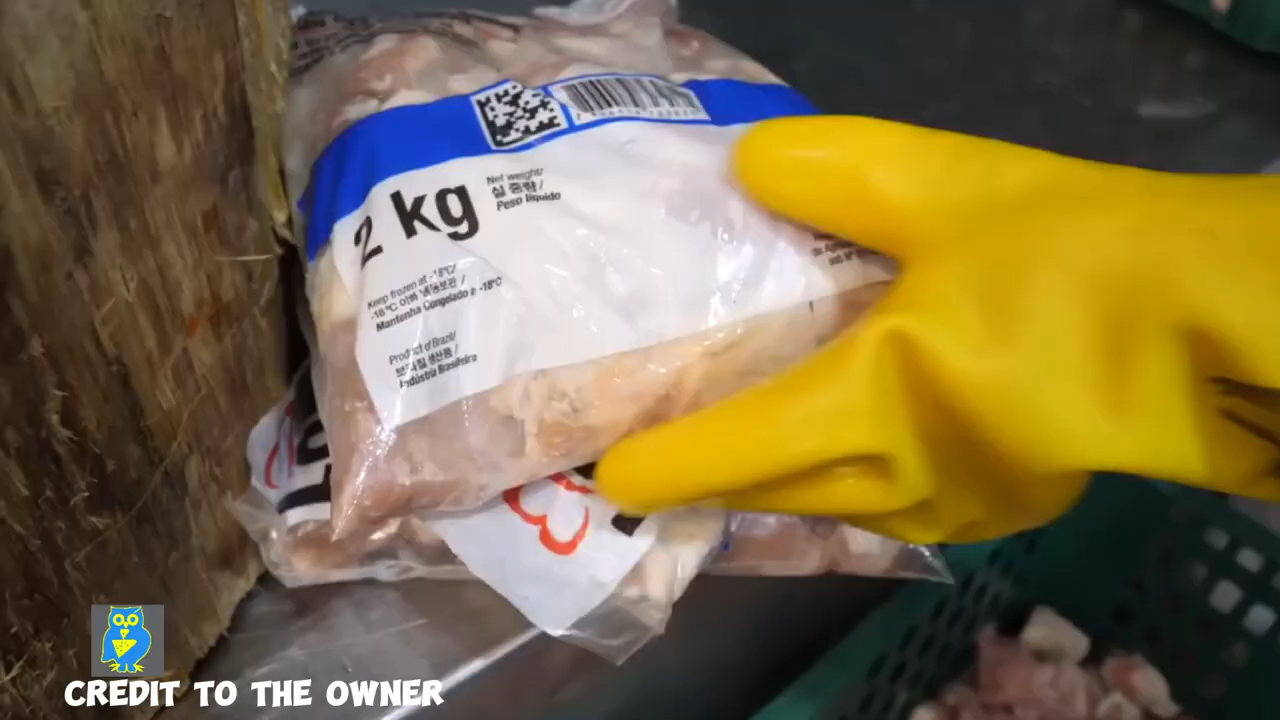 2 kg
Net weight/
실 중량 /
Peso líquido
Keep frozen at -18°C/
-18 °C 이하 냉동보관 /
Mantenha Congelado a -18°C
Product of Brazil/
브라질 생산품 /
Indústria Brasileira
CREDIT TO THE OWNER